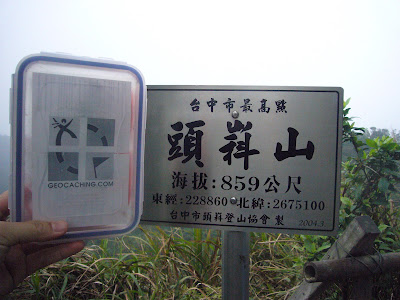 GEOCACHING.COM
台中市最高點
頭嵙山
海拔:859公尺
東經:228860 北緯:2675100
台中市頭嵙登山協會 製 2004.5